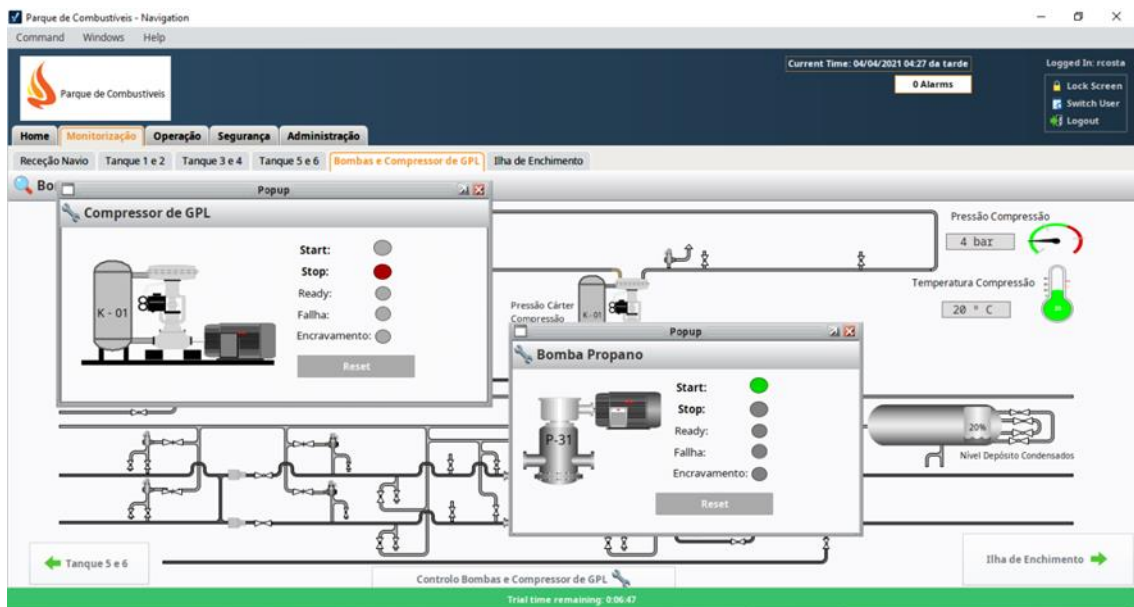 Parque de Combustíveis - Navigation
Command Windows Help
Parque de Combustiveis
Current Time: 04/04/2021 04:27 da tarde
0 Alarms
Logged In: rcosta
Lock Screen
Switch User
Logout
Home Monitorização Operação Segurança Administração
Receção Navio Tanque 1 e 2 Tanque 3 e 4 Tanque 5 e 6 Bombas e Compressor de GPL Ilha de Enchimento
Bo
Popup
Compressor de GPL
Start:
Stop:
Ready:
Fallha:
Encravamento:
Reset
K - 01
Pressão Compressão
4 bar
Temperatura Compressão
20 ° C
Pressão Cárter
Compressão
K-01
Popup
Bomba Propano
Start:
Stop:
Ready:
Fallha:
Encravamento:
Reset
P-31
20%
Nível Depósito Condensados
Tanque 5 e 6
Controlo Bombas e Compressor de GPL
Ilha de Enchimento
Trial time remaining: 0:06:47